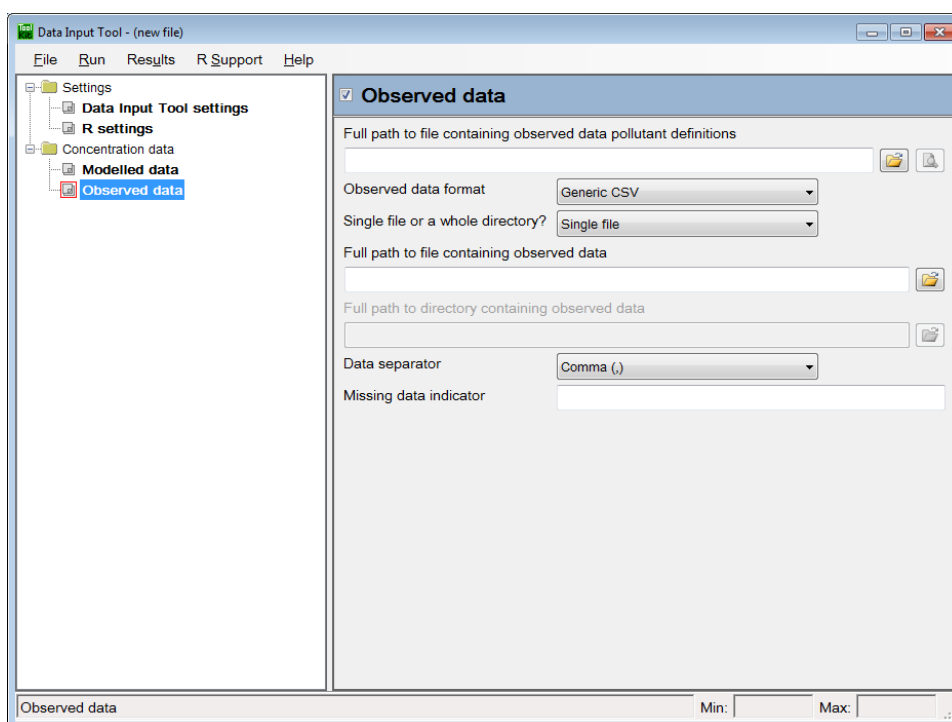 Data Input Tool - (new file)
File Run Results R Support Help
Settings
Data Input Tool settings
R settings
Concentration data
Modelled data
Observed data
Observed data
Full path to file containing observed data pollutant definitions
Observed data format Generic CSV
Single file or a whole directory? Single file
Full path to file containing observed data
Full path to directory containing observed data
Data separator Comma (,)
Missing data indicator
Observed data Min: Max: